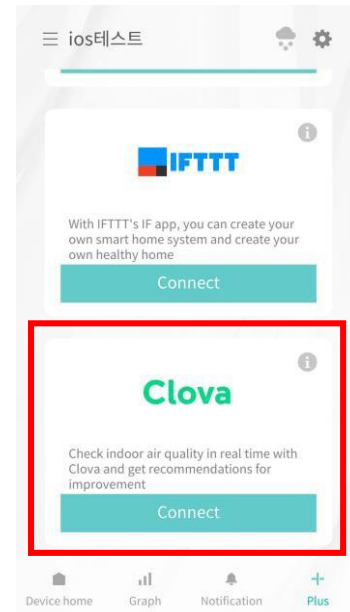 ios테스트
IFTTT
With IFTTT's IF app, you can create your
own smart home system and create your
own healthy home
Connect
Clova
Check indoor air quality in real time with
Clova and get recommendations for
improvement
Connect
Device home Graph Notification Plus